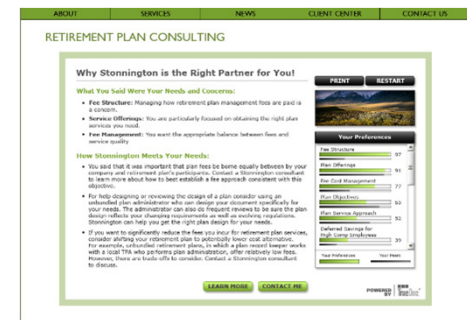 ABOUT SERVICES NEWS CLIENT CENTER CONTACT US
RETIREMENT PLAN CONSULTING
Why Stonnington is the Right Partner for You!
What You Said Were Your Needs and Concerns:
• Fee Structure: Managing how retirement plan management fees are paid is
a concern.
• Service Offerings: You are particularly focused on obtaining the right plan
services you need.
• Fee Management: You want the appropriate balance between fees and
service quality
How Stonnington Meets Your Needs:
• You said that it was important that plan fees be borne equally between by your
company and retirement plan's participants. Contact a Stonnington consultant
to learn more about how to best establish a fee approach consistent with this
objective.
• For help designing or reviewing the design of a plan consider using an
unbundled plan administrator who can design your document specifically for
your needs. The administrator can also do frequent reviews to be sure the plan
design reflects your changing requirements as well as evolving regulations.
Stonnington can help you get the right plan design for your needs.
• If you want to significantly reduce the fees you incur for retirement plan services,
consider shifting your retirement plan to potentially lower cost alternative.
For example, unbundled retirement plans, in which a plan record keeper works
with a local TPA who performs plan administration, offer relatively low fees.
However, there are trade-offs to consider. Contact a Stonnington consultant
to discuss.
LEARN MORE CONTACT ME
PRINT RESTART
Your Preferences
Fee Structure
97
Plan Offerings
91
Fee Cost Management
77
Plan Objectives
Plan Service Approach
52
Deferred Savings for
High Comp Employees
39
Your Preferences Your Needs
POWERED
BY